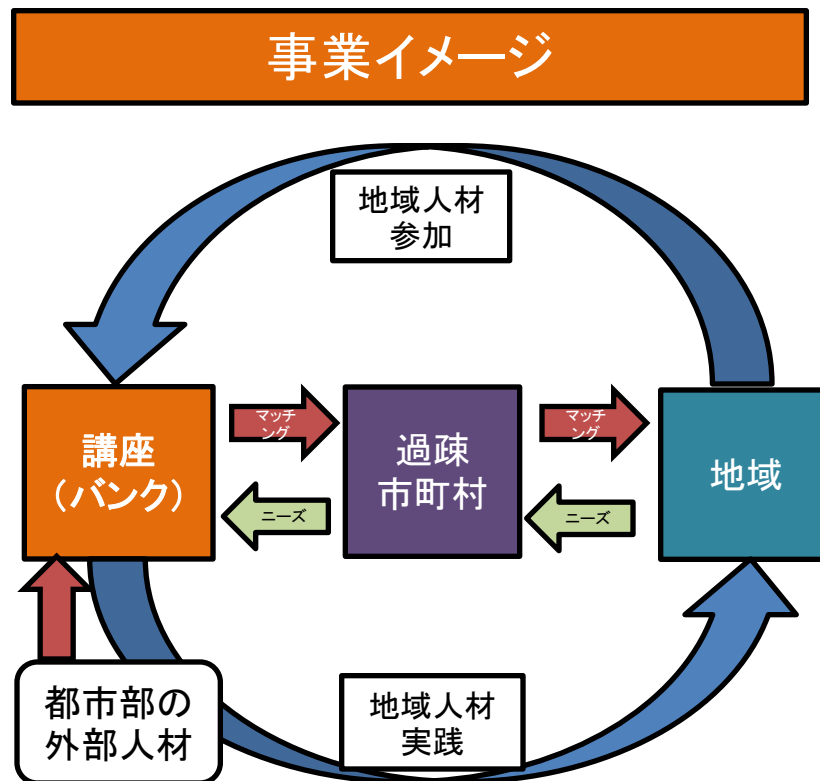 事業イメージ
地域人材
参加
講座
（バンク）
マッチ
ング
過疎
市町村
マッチ
ング
地域
ニーズ
ニーズ
都市部の
外部人材
地域人材
実践